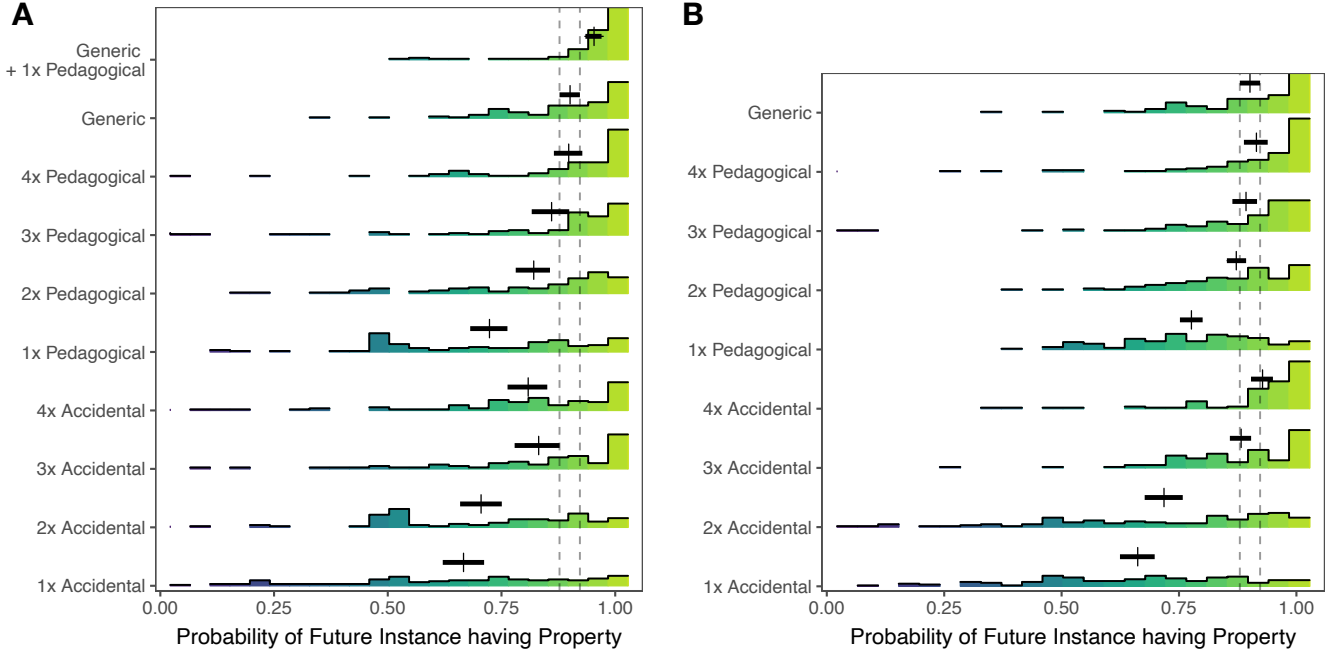 A
Generic
+ 1x Pedagogical
Generic
4x Pedagogical
3x Pedagogical
2x Pedagogical
1x Pedagogical
4x Accidental
3x Accidental
2x Accidental
1x Accidental
0.00 0.25 0.50 0.75 1.00
Probability of Future Instance having Property
B
Generic
4x Pedagogical
3x Pedagogical
2x Pedagogical
1x Pedagogical
4x Accidental
3x Accidental
2x Accidental
1x Accidental
0.00 0.25 0.50 0.75 1.00
Probability of Future Instance having Property